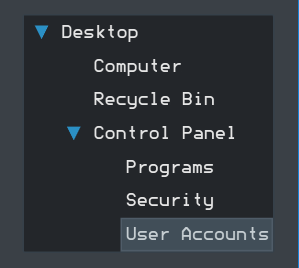 Desktop
Computer
Recycle Bin
Control Panel
Programs
Security
User Accounts